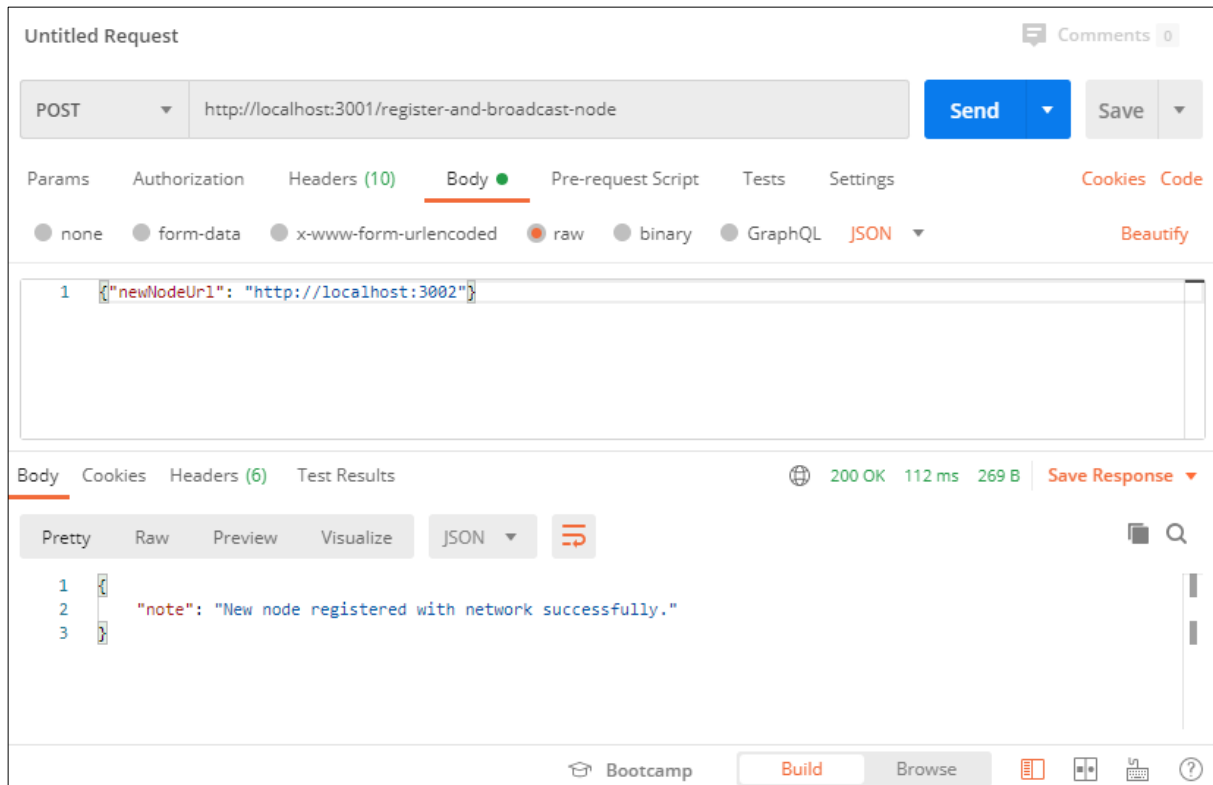 Untitled Request Comments 0
POST http://localhost:3001/register-and-broadcast-node Send Save
Params Authorization Headers (10) Body Pre-request Script Tests Settings Cookies Code
none form-data x-www-form-urlencoded raw binary GraphQL JSON Beautify
1 {"newNodeUrl": "http://localhost:3002"}
Body Cookies Headers (6) Test Results 200 OK 112 ms 269 B Save Response
Pretty Raw Preview Visualize JSON
1 {
2 "note": "New node registered with network successfully."
3 }
Bootcamp Build Browse ?